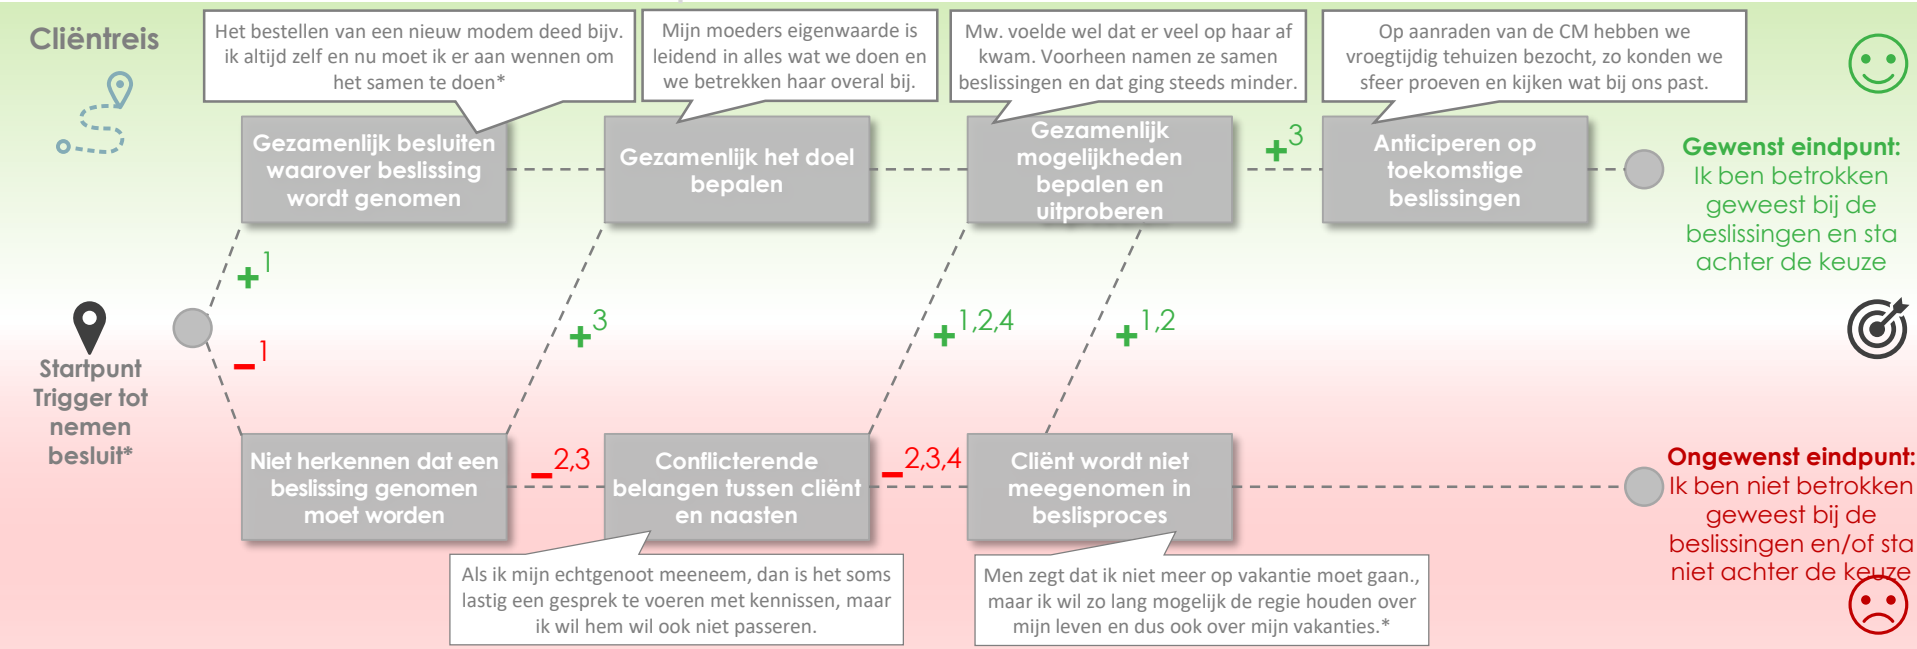 Cliëntreis
Het bestellen van een nieuw modem deed bijv.
ik altijd zelf en nu moet ik er aan wennen om
het samen te doen*
Mijn moeders eigenwaarde is
leidend in alles wat we doen en
we betrekken haar overal bij.
Mw. voelde wel dat er veel op haar af
kwam. Voorheen namen ze samen
beslissingen en dat ging steeds minder.
Op aanraden van de CM hebben we
vroegtijdig tehuizen bezocht, zo konden we
sfeer proeven en kijken wat bij ons past.
Gezamenlijk besluiten
waarover beslissing
wordt genomen
Gezamenlijk het doel
bepalen
Gezamenlijk
mogelijkheden
bepalen en
uitproberen
+3
Anticiperen op
toekomstige
beslissingen
Gewenst eindpunt:
Ik ben betrokken
geweest bij de
beslissingen en sta
achter de keuze
+1
+3
+1,2,4
+1,2
–1
Startpunt
Trigger tot
nemen
besluit*
Niet herkennen dat een
beslissing genomen
moet worden
–2,3
Conflicterende
belangen tussen cliënt
en naasten
–2,3,4
Cliënt wordt niet
meegenomen in
beslisproces
Ongewenst eindpunt:
Ik ben niet betrokken
geweest bij de
beslissingen en/of sta
niet achter de keuze
Als ik mijn echtgenoot meeneem, dan is het soms
lastig een gesprek te voeren met kennissen, maar
ik wil hem wil ook niet passeren.
Men zegt dat ik niet meer op vakantie moet gaan.,
maar ik wil zo lang mogelijk de regie houden over
mijn leven en dus ook over mijn vakanties.*